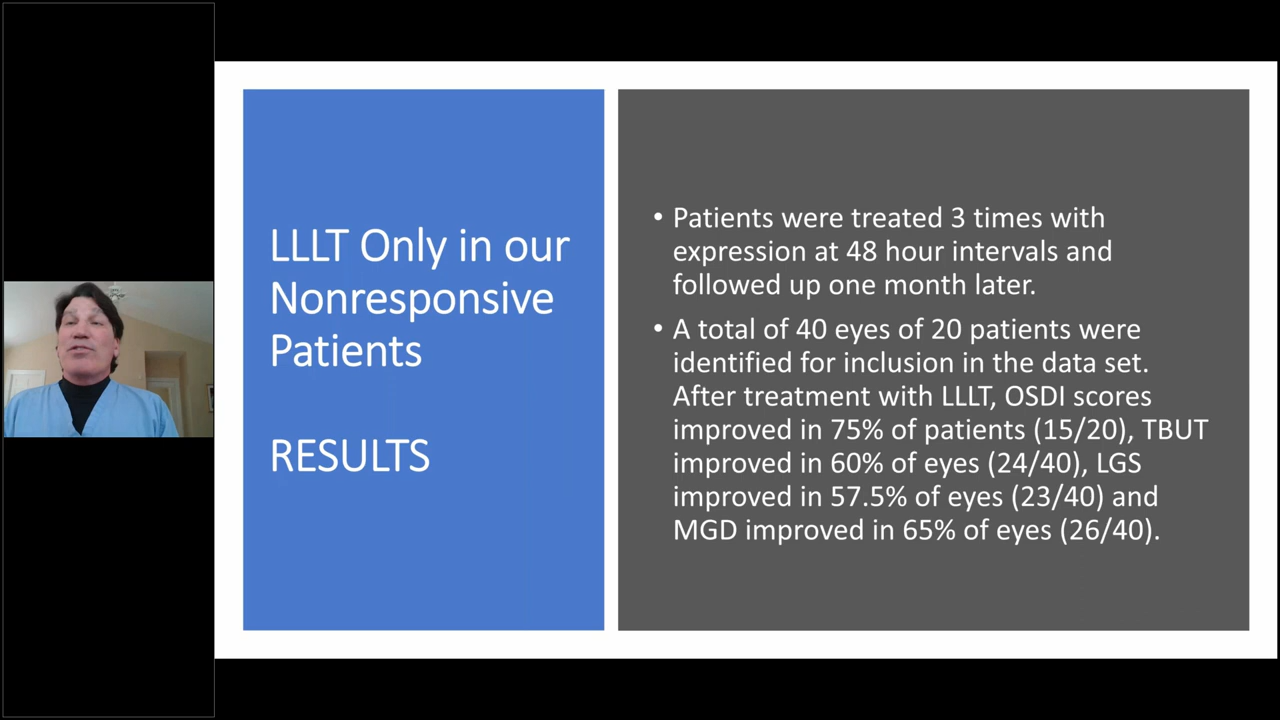 LLLT Only in our
Nonresponsive
Patients
RESULTS
• Patients were treated 3 times with
expression at 48 hour intervals and
followed up one month later.
• A total of 40 eyes of 20 patients were
identified for inclusion in the data set.
After treatment with LLLT, OSDI scores
improved in 75% of patients (15/20), TBUT
improved in 60% of eyes (24/40), LGS
improved in 57.5% of eyes (23/40) and
MGD improved in 65% of eyes (26/40).